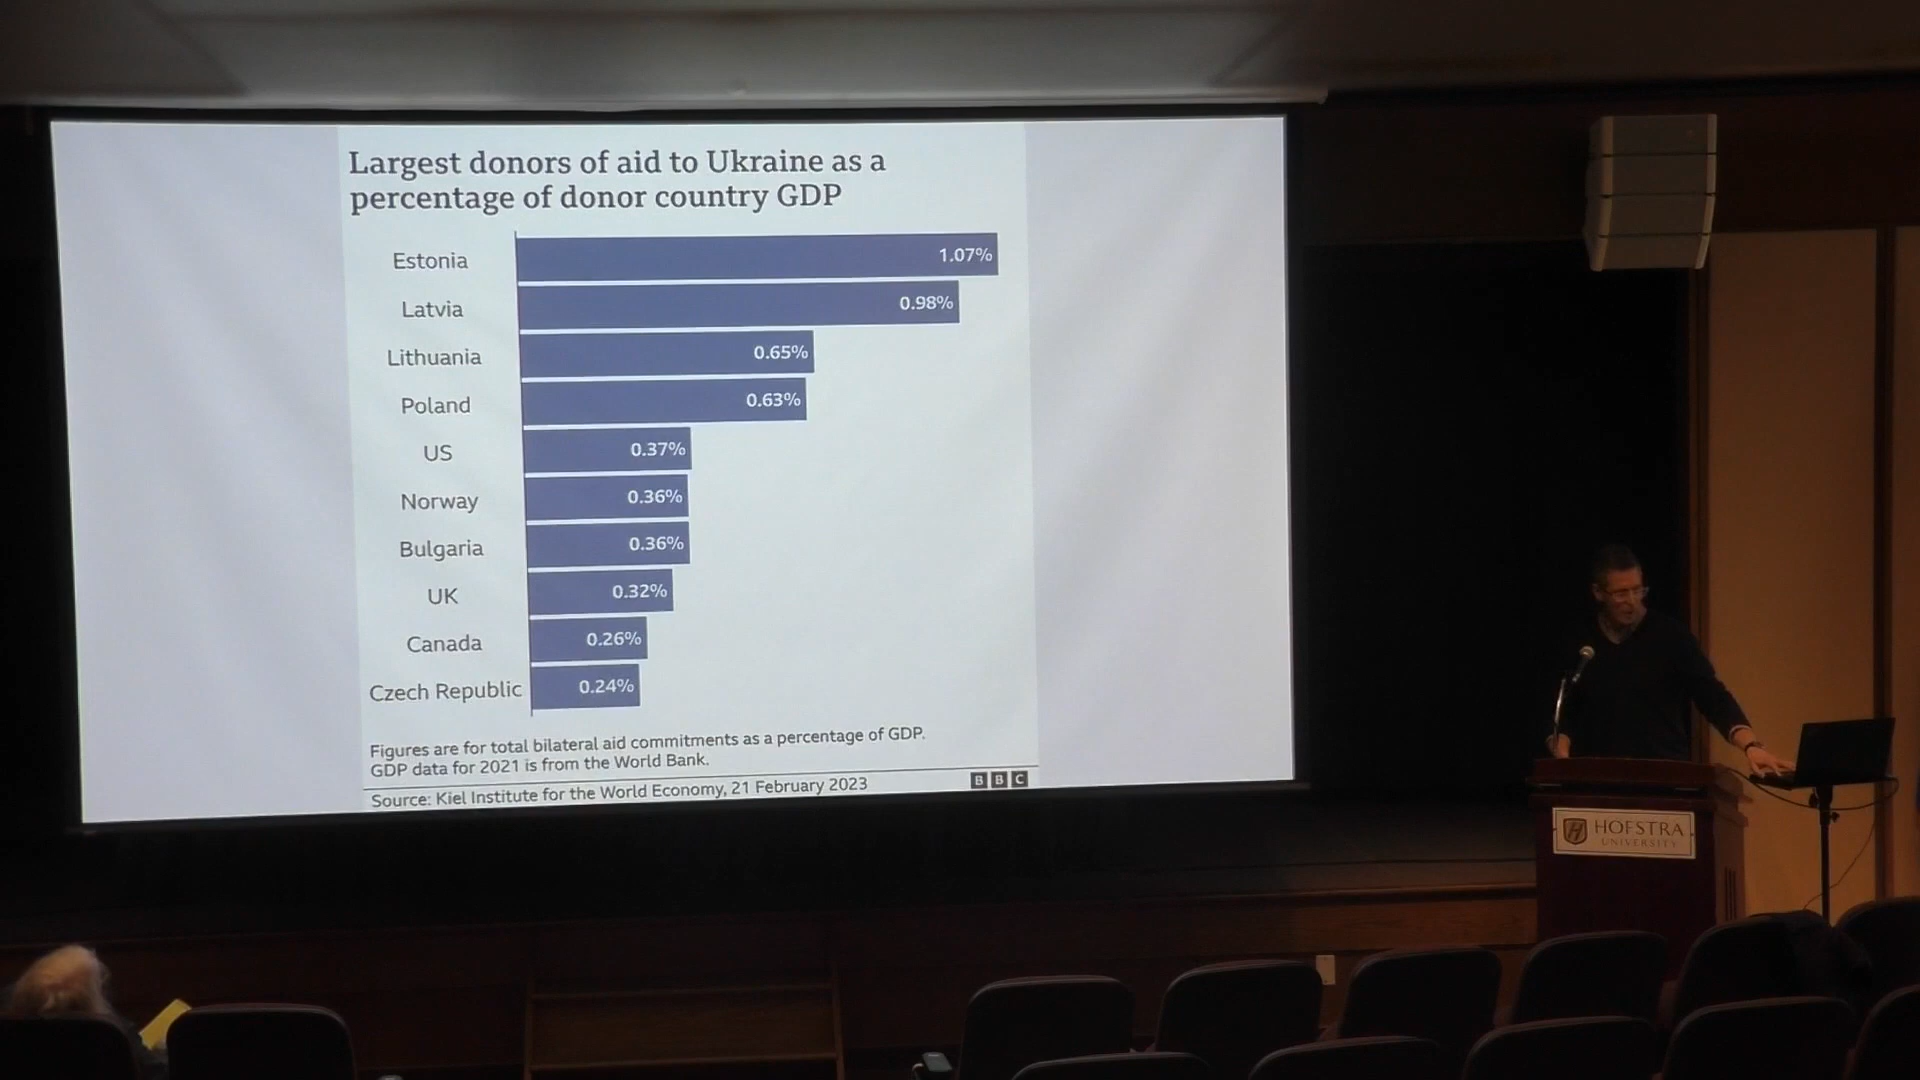 Largest donors of aid to Ukraine as a
percentage of donor country GDP
Estonia 1.07%
Latvia 0.98%
Lithuania 0.65%
Poland 0.63%
US 0.37%
Norway 0.36%
Bulgaria 0.36%
UK 0.32%
Canada 0.26%
Czech Republic 0.24%
Figures are for total bilateral aid commitments as a percentage of GDP.
GDP data for 2021 is from the World Bank.
Source: Kiel Institute for the World Economy, 21 February 2023
BBC
HOFSTRA
UNIVERSITY